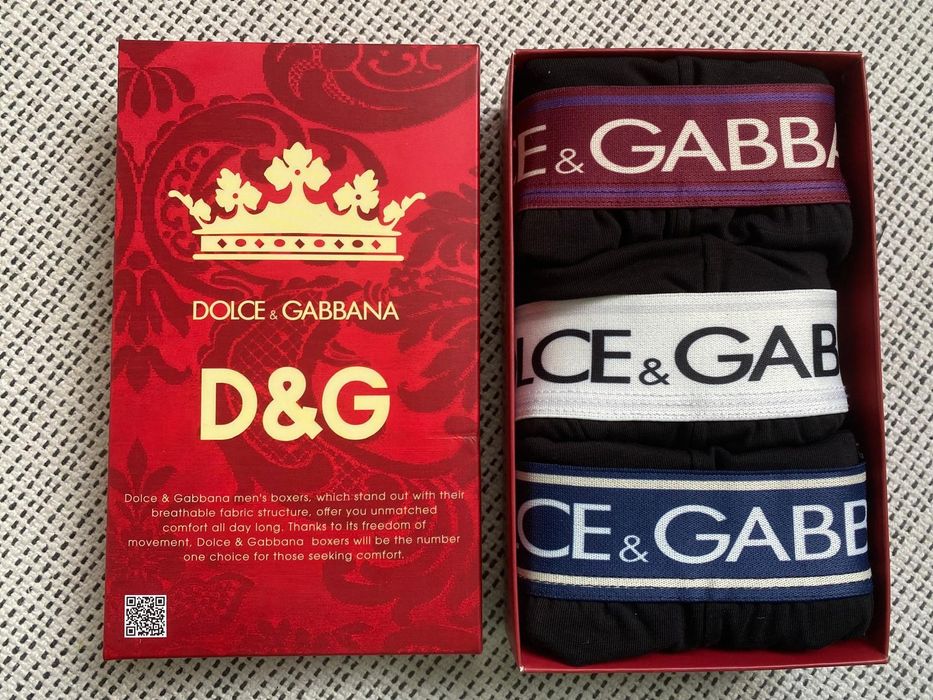 DOLCE & GABBANA
D&G
Dolce & Gabbana men's boxers, which stand out with their
breathable fabric structure, offer you unmatched
comfort all day long. Thanks to its freedom of
movement, Dolce & Gabbana boxers will be the number
one choice for those seeking comfort.
E & GABBA
LCE & GAB
CE & GABB